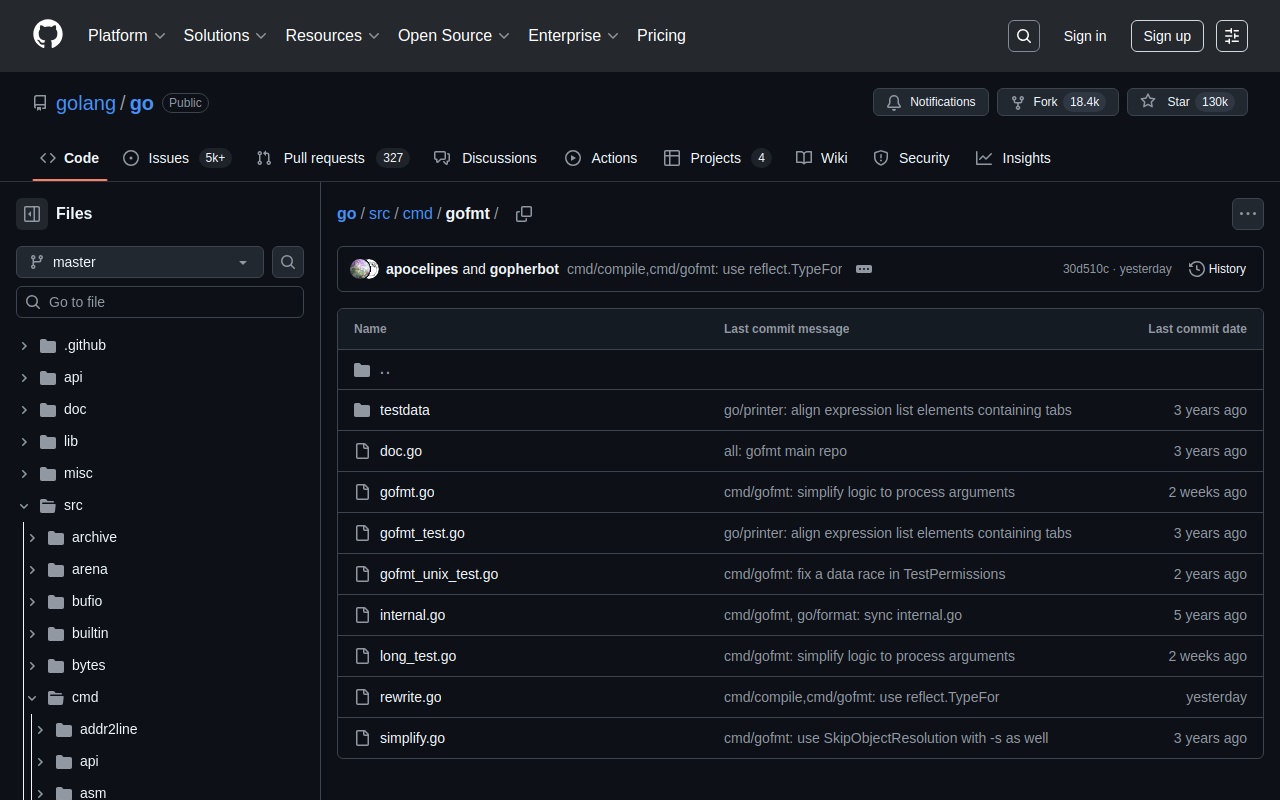 Platform Solutions Resources Open Source Enterprise Pricing Sign in Sign up
golang / go Public Notifications Fork 18.4k Star 130k
Code Issues 5k+ Pull requests 327 Discussions Actions Projects 4 Wiki Security Insights
Files
master
Go to file
.github
api
doc
lib
misc
src
archive
arena
bufio
builtin
bytes
cmd
addr2line
api
asm
go / src / cmd / gofmt /
apocelipes and gopherbot cmd/compile,cmd/gofmt: use reflect.TypeFor 30d510c · yesterday History
Name Last commit message Last commit date
..
testdata go/printer: align expression list elements containing tabs 3 years ago
doc.go all: gofmt main repo 3 years ago
gofmt.go cmd/gofmt: simplify logic to process arguments 2 weeks ago
gofmt_test.go go/printer: align expression list elements containing tabs 3 years ago
gofmt_unix_test.go cmd/gofmt: fix a data race in TestPermissions 2 years ago
internal.go cmd/gofmt, go/format: sync internal.go 5 years ago
long_test.go cmd/gofmt: simplify logic to process arguments 2 weeks ago
rewrite.go cmd/compile,cmd/gofmt: use reflect.TypeFor yesterday
simplify.go cmd/gofmt: use SkipObjectResolution with -s as well 3 years ago